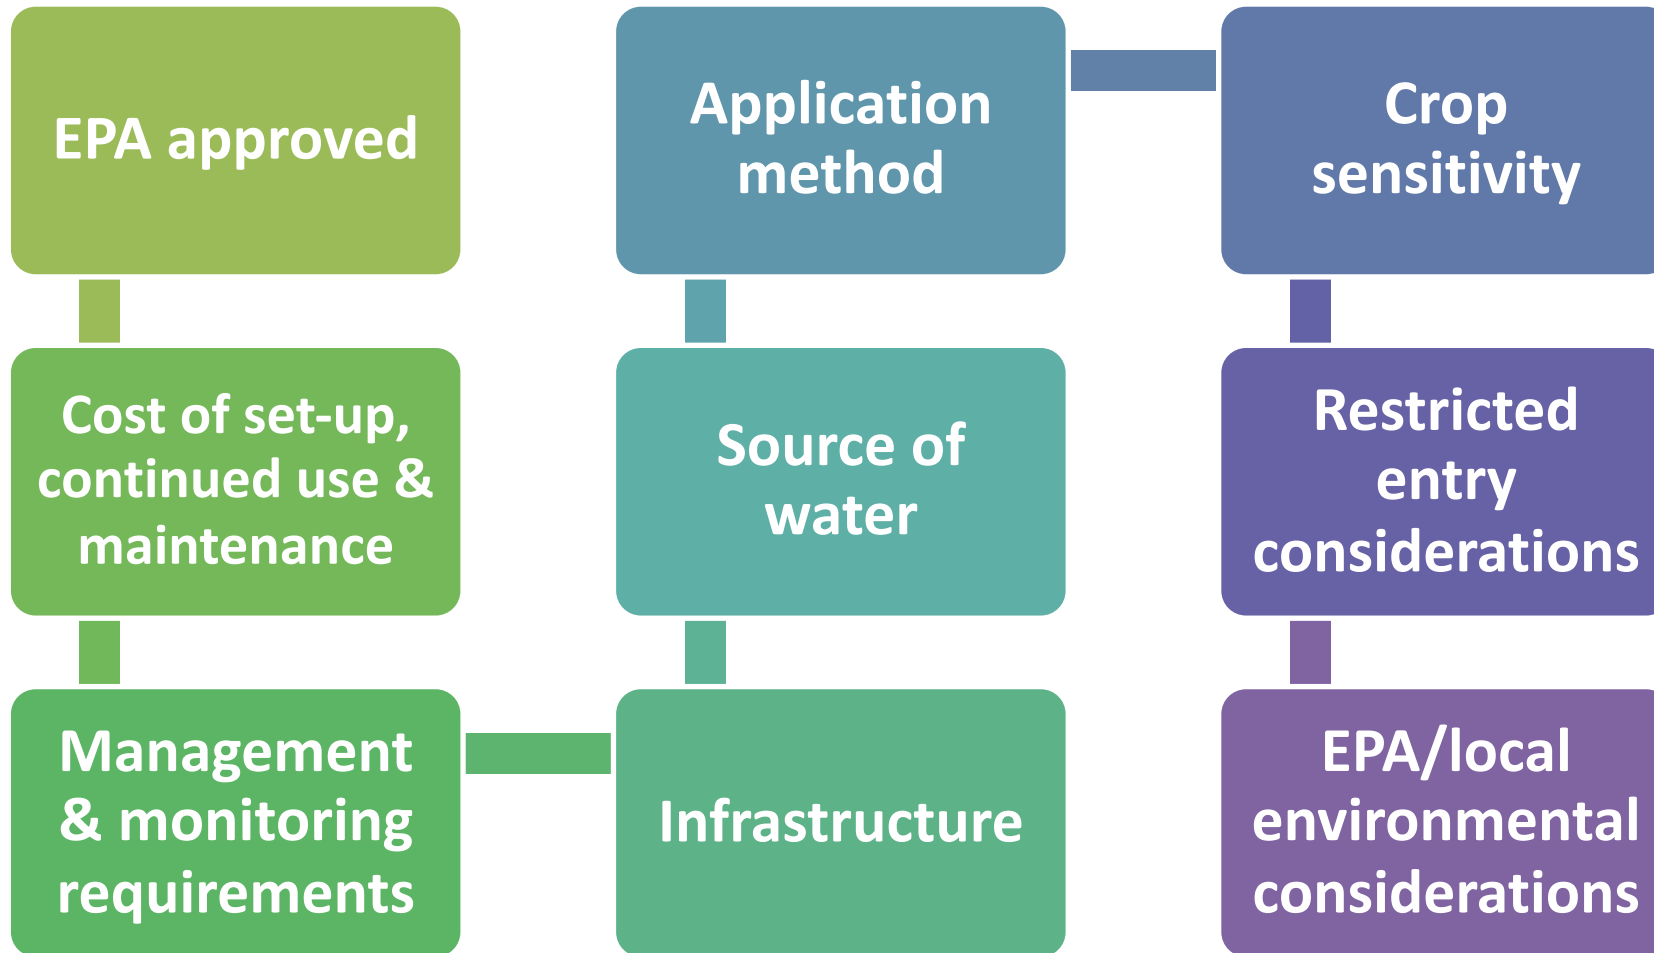 EPA approved
Cost of set-up,
continued use &
maintenance
Management
& monitoring
requirements
Infrastructure
Source of
water
Application
method
Crop
sensitivity
Restricted
entry
considerations
EPA/local
environmental
considerations